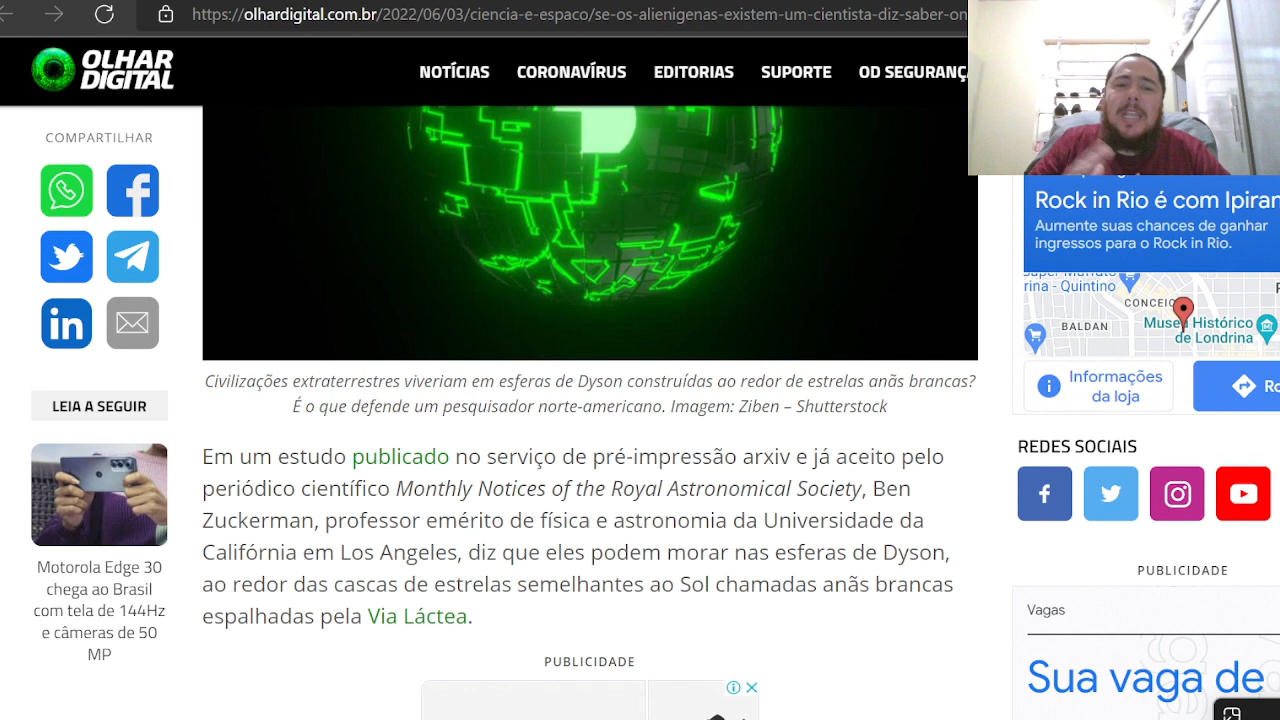 https://olhardigital.com.br/2022/06/03/ciencia-e-espaco/se-os-alienigenas-existem-um-cientista-diz-saber-on
OLHAR
DIGITAL
NOTÍCIAS
CORONAVÍRUS
EDITORIAS
SUPORTE
OD SEGURANÇA
COMPARTILHAR
LEIA A SEGUIR
Motorola Edge 30
chega ao Brasil
com tela de 144Hz
e câmeras de 50
MP
Civilizações extraterrestres viveriam em esferas de Dyson construídas ao redor de estrelas anãs brancas?
É o que defende um pesquisador norte-americano. Imagem: Ziben – Shutterstock
Em um estudo publicado no serviço de pré-impressão arxiv e já aceito pelo
periódico científico Monthly Notices of the Royal Astronomical Society, Ben
Zuckerman, professor emérito de física e astronomia da Universidade da
Califórnia em Los Angeles, diz que eles podem morar nas esferas de Dyson,
ao redor das cascas de estrelas semelhantes ao Sol chamadas anãs brancas
espalhadas pela Via Láctea.
PUBLICIDADE
Rock in Rio é com Ipiran
Aumente suas chances de ganhar
ingressos para o Rock in Rio.
rina - Quintino
CONCEIÇ
BALDAN
Museu Histórico
de Londrina
Informações
da loja
Ro
REDES SOCIAIS
PUBLICIDADE
Vagas
Sua vaga de